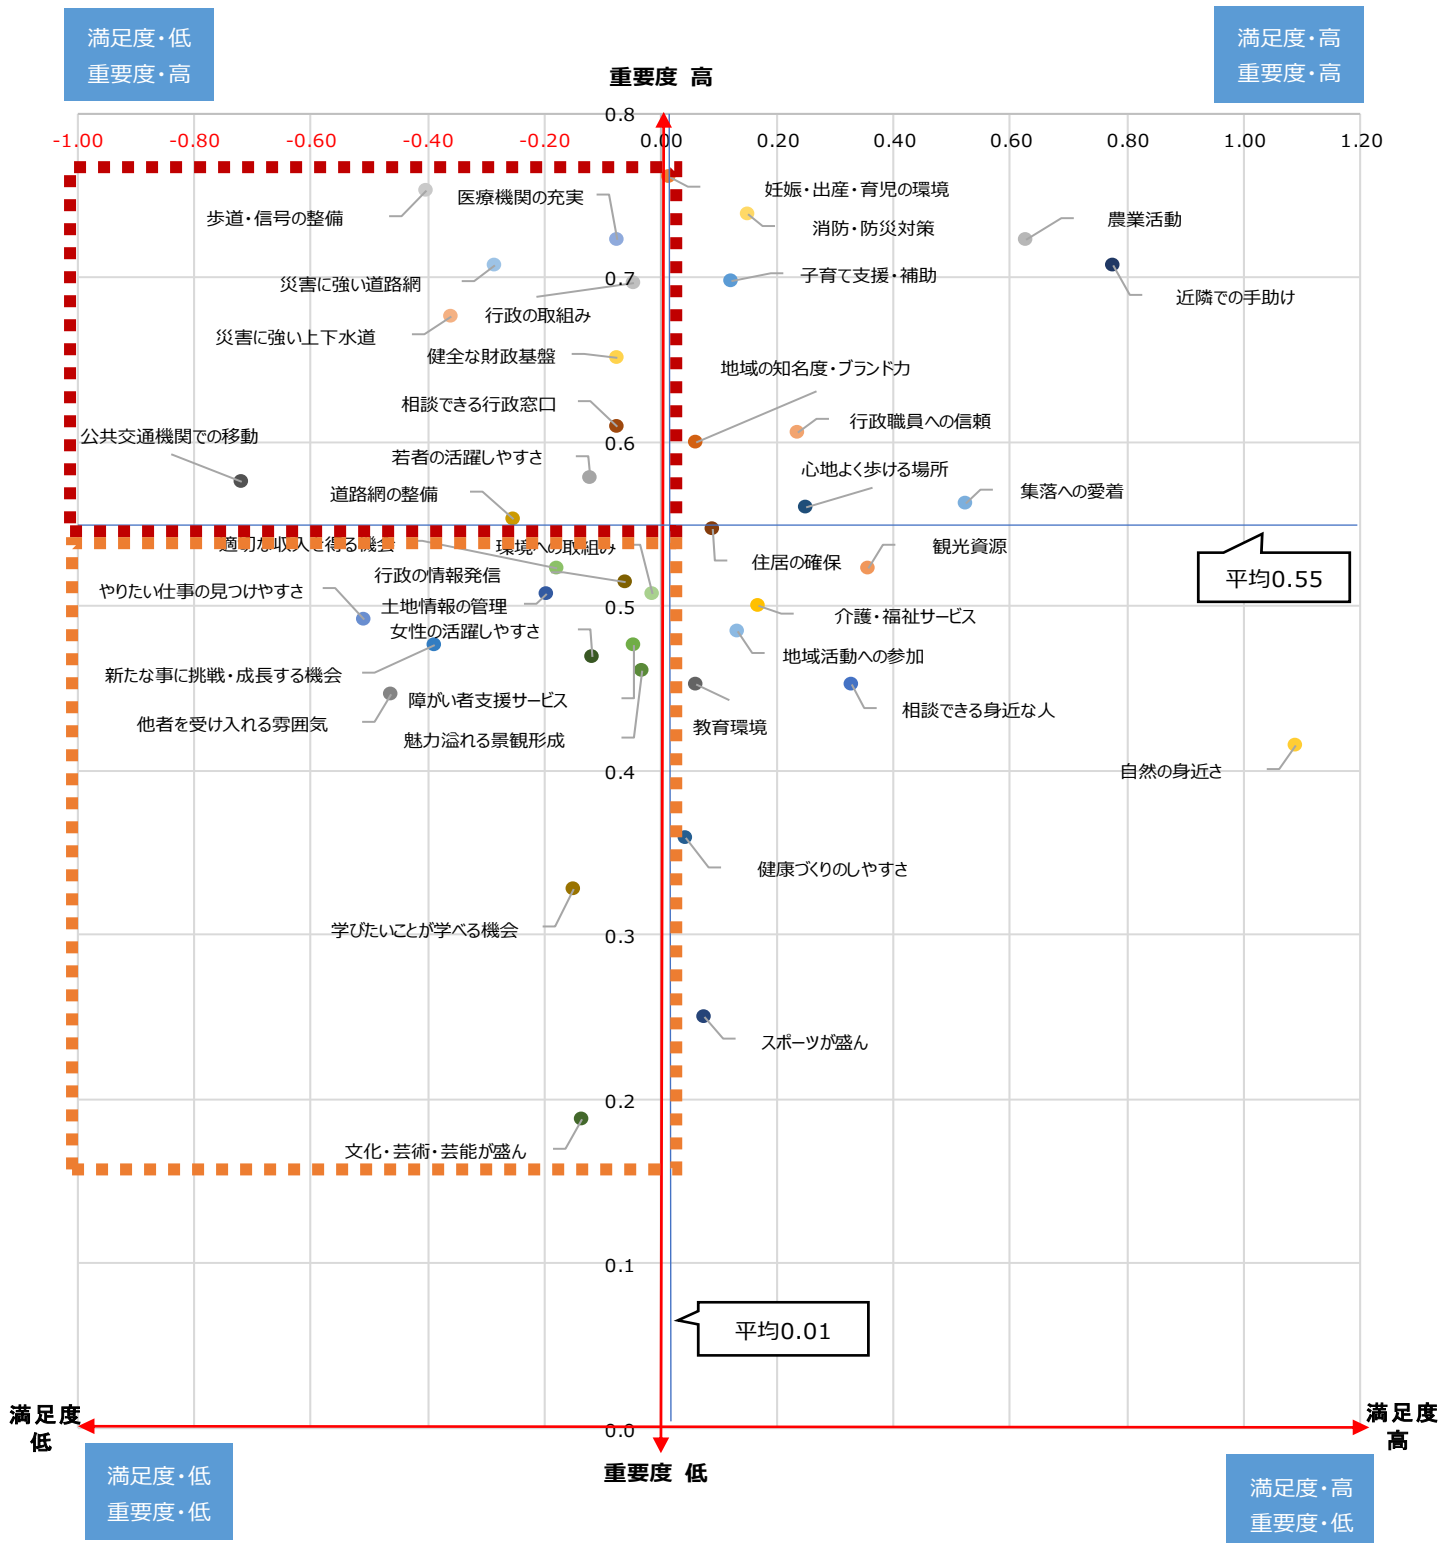 満足度・低
重要度・高
満足度・高
重要度・高
重要度 高
0.8
-1.00
-0.80
-0.60
-0.40
-0.20
0.00
0.20
0.40
0.60
0.80
1.00
1.20
妊娠・出産・育児の環境
医療機関の充実
歩道・信号の整備
消防・防災対策
農業活動
0.7
災害に強い道路網
子育て支援・補助
近隣での手助け
行政の取組み
災害に強い上下水道
健全な財政基盤
地域の知名度・ブランド力
相談できる行政窓口
行政職員への信頼
公共交通機関での移動
0.6
若者の活躍しやすさ
心地よく歩ける場所
道路網の整備
集落への愛着
適切な収入を得る機会
環境への取組み
観光資源
住居の確保
平均0.55
行政の情報発信
やりたい仕事の見つけやすさ
土地情報の管理
0.5
介護・福祉サービス
女性の活躍しやすさ
地域活動への参加
新たな事に挑戦・成長する機会
障がい者支援サービス
相談できる身近な人
他者を受け入れる雰囲気
教育環境
魅力溢れる景観形成
0.4
自然の身近さ
健康づくりのしやすさ
学びたいことが学べる機会
0.3
スポーツが盛ん
0.2
文化・芸術・芸能が盛ん
0.1
平均0.01
満足度
低
0.0
満足度
高
重要度 低
満足度・低
重要度・低
満足度・高
重要度・低